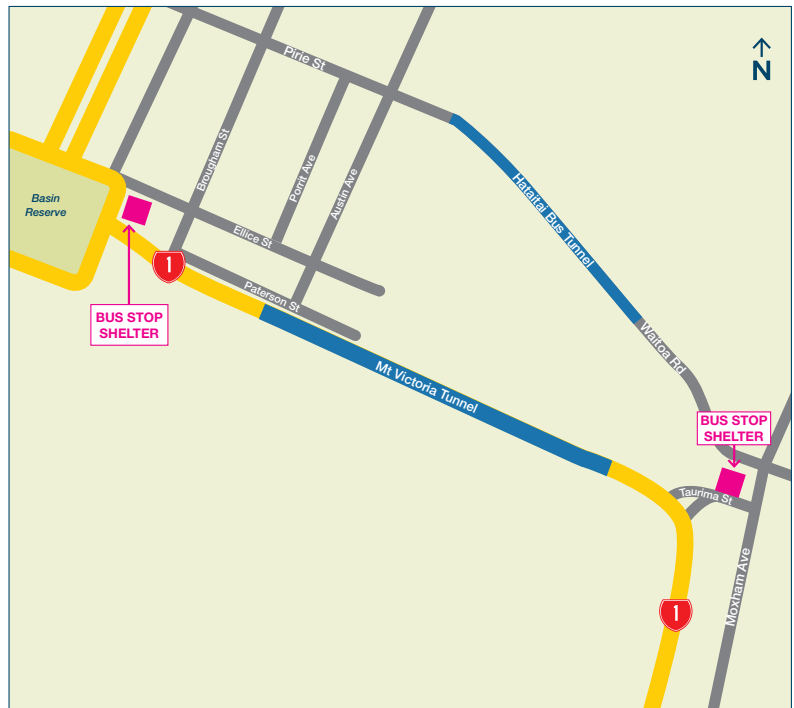 Pirie St
N
Brougham St
Porrit Ave
Austin Ave
Hataitai Bus Tunnel
Basin
Reserve
Ellice St
1
Paterson St
BUS STOP
SHELTER
Waitoa Rd
Mt Victoria Tunnel
BUS STOP
SHELTER
Taurima St
Moxham Ave
1